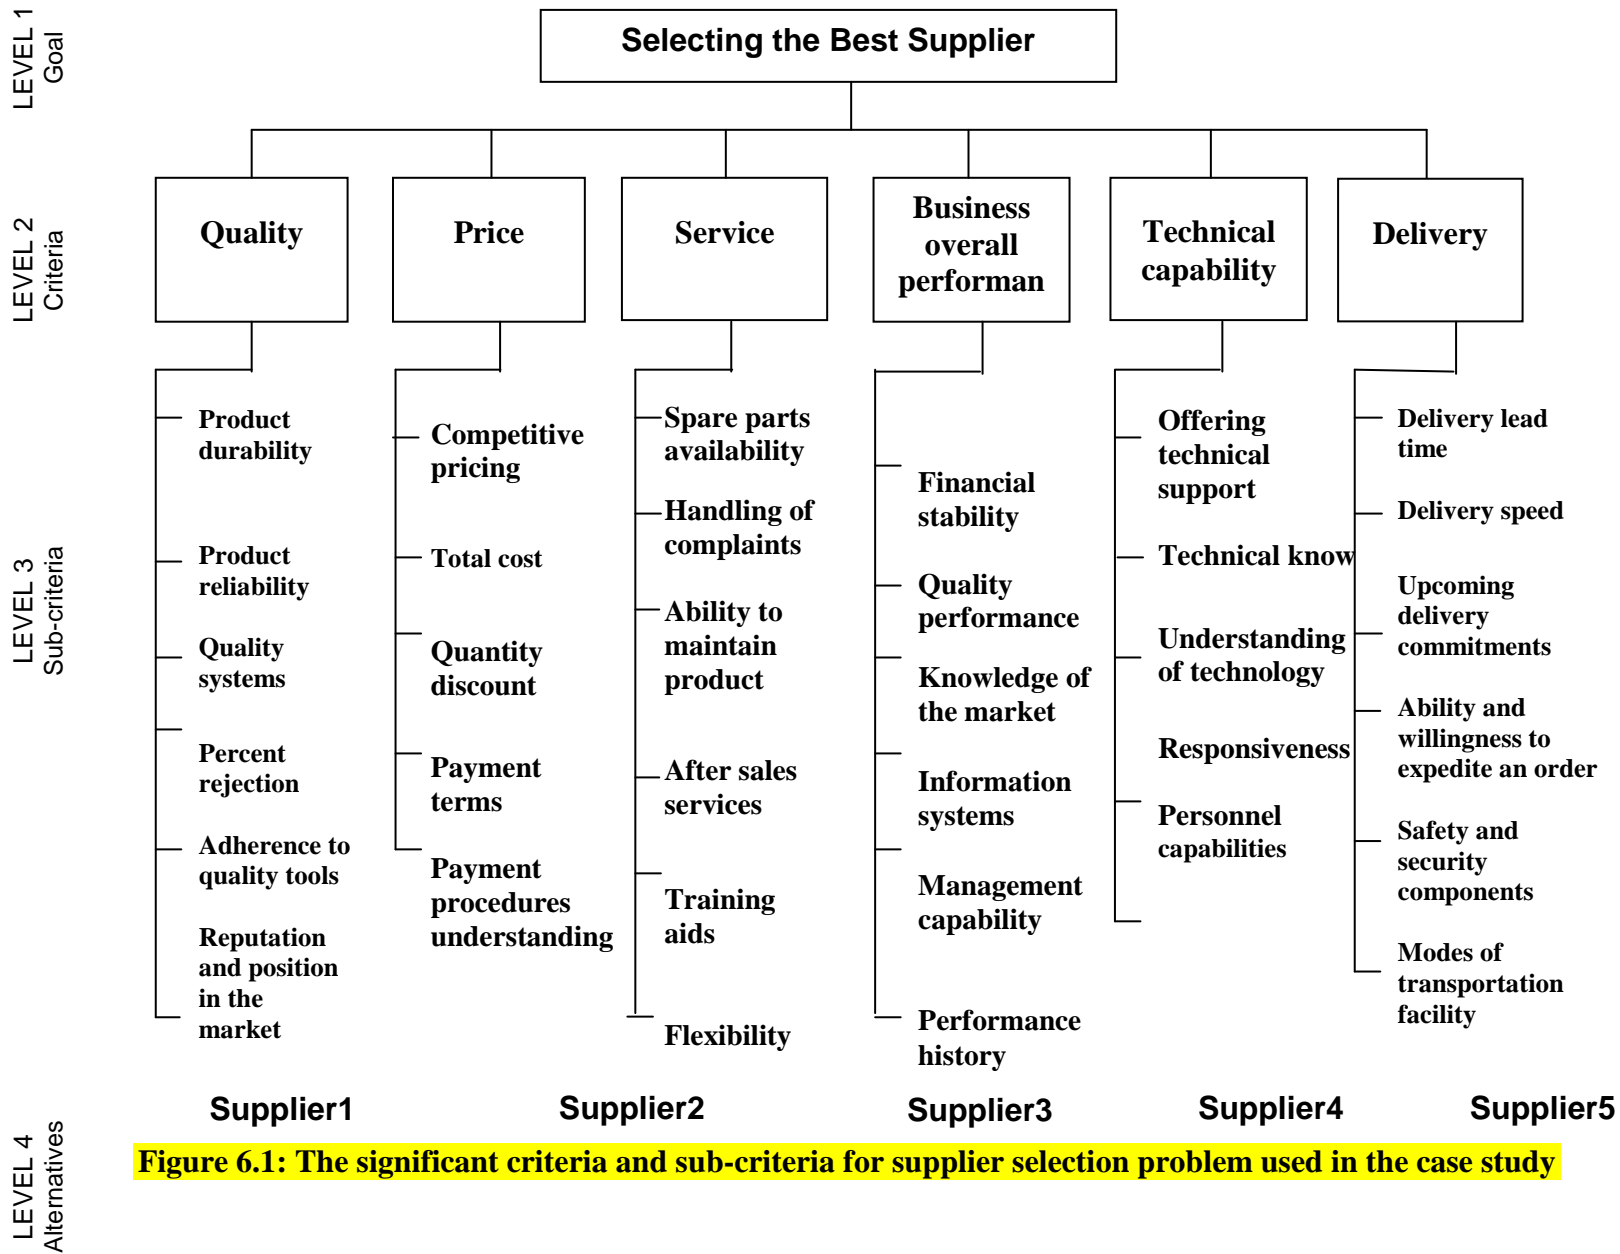 LEVEL 1
Goal
Selecting the Best Supplier
LEVEL 2
Criteria
Quality
Price
Service
Business
overall
performan
Technical
capability
Delivery
LEVEL 3
Sub-criteria
Product
durability
Product
reliability
Quality
systems
Percent
rejection
Adherence to
quality tools
Reputation
and position
in the
market
Competitive
pricing
Total cost
Quantity
discount
Payment
terms
Payment
procedures
understanding
Spare parts
availability
Handling of
complaints
Ability to
maintain
product
After sales
services
Training
aids
Flexibility
Financial
stability
Quality
performance
Knowledge of
the market
Information
systems
Management
capability
Performance
history
Offering
technical
support
Technical know
Understanding
of technology
Responsiveness
Personnel
capabilities
Delivery lead
time
Delivery speed
Upcoming
delivery
commitments
Ability and
willingness to
expedite an order
Safety and
security
components
Modes of
transportation
facility
LEVEL 4
Alternatives
Supplier1
Supplier2
Supplier3
Supplier4
Supplier5
Figure 6.1: The significant criteria and sub-criteria for supplier selection problem used in the case study